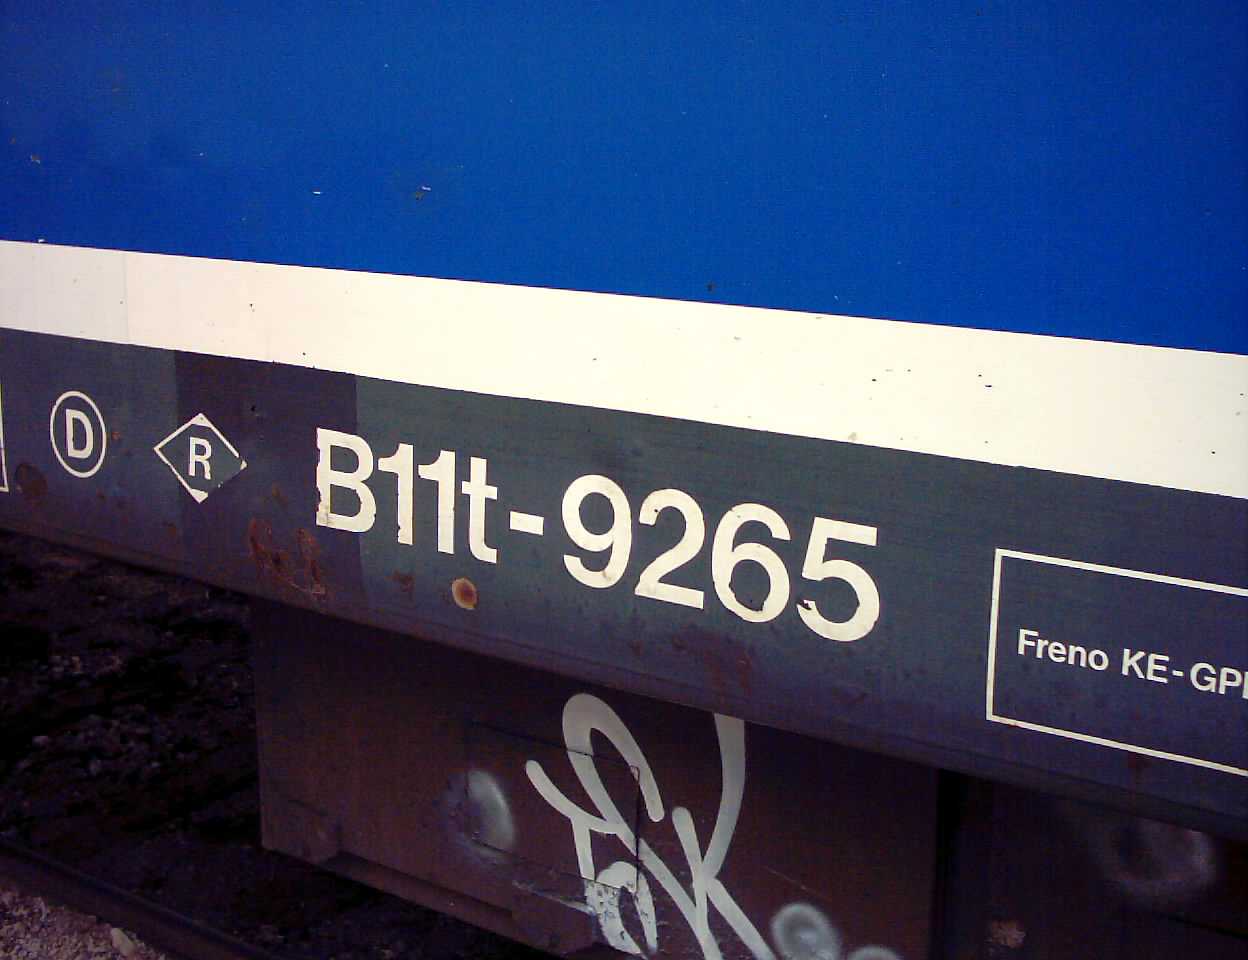 D
R
B11t-9265
Freno KE-GP